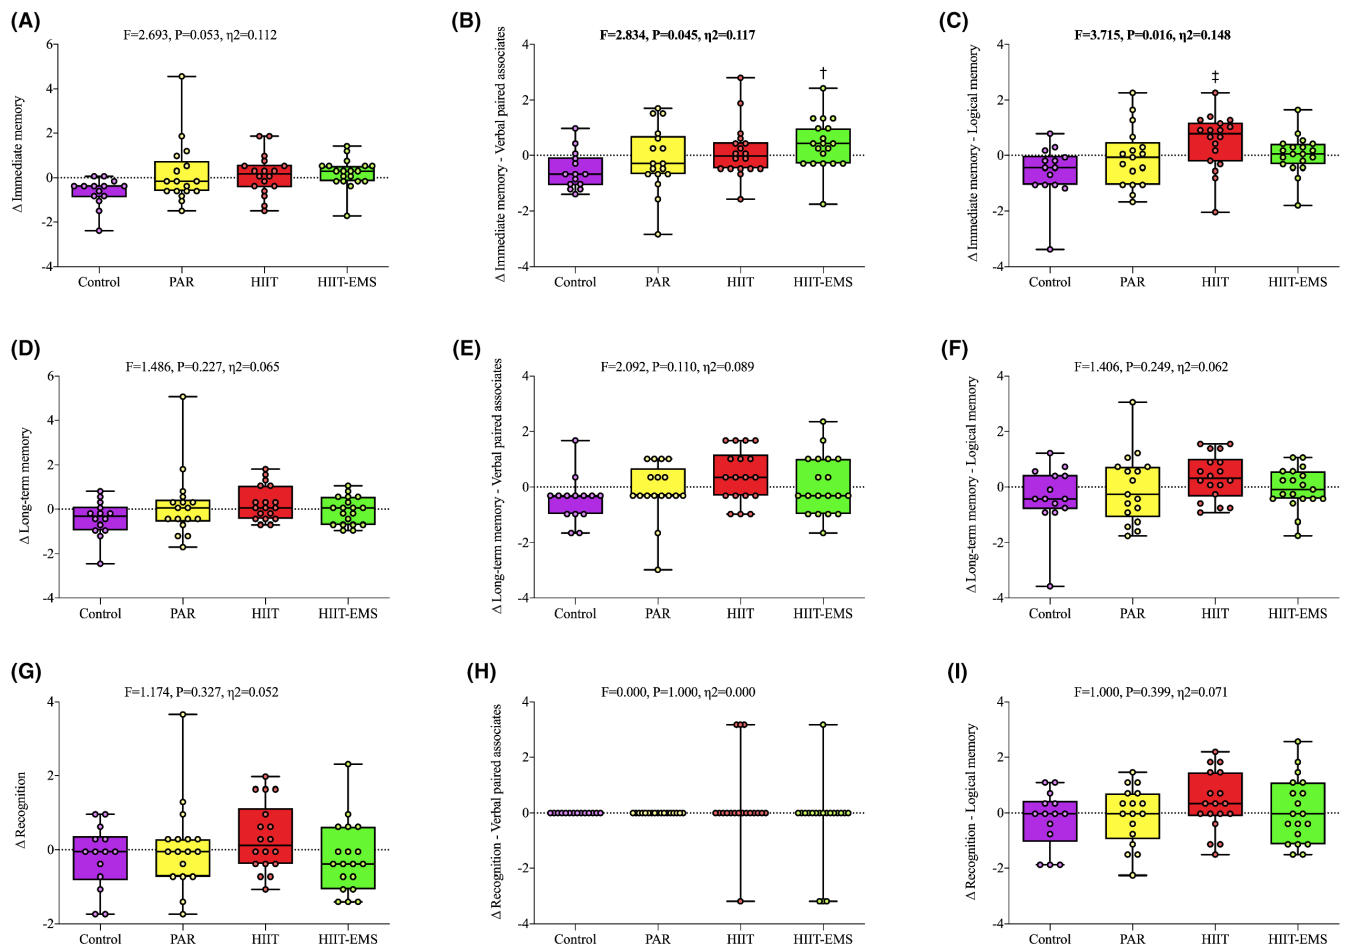 (A)
F=2.693, P=0.053, η2=0.112
Δ Immediate memory
6
4
2
0
-2
-4
Control PAR HIIT HIIT-EMS
(B)
F=2.834, P=0.045, η2=0.117
Δ Immediate memory - Verbal paired associates
4
2
0
-2
-4
†
Control PAR HIIT HIIT-EMS
(C)
F=3.715, P=0.016, η2=0.148
Δ Immediate memory - Logical memory
4
2
0
-2
-4
‡
Control PAR HIIT HIIT-EMS
(D)
F=1.486, P=0.227, η2=0.065
Δ Long-term memory
6
4
2
0
-2
-4
Control PAR HIIT HIIT-EMS
(E)
F=2.092, P=0.110, η2=0.089
Δ Long-term memory - Verbal paired associates
4
2
0
-2
-4
Control PAR HIIT HIIT-EMS
(F)
F=1.406, P=0.249, η2=0.062
Δ Long-term memory - Logical memory
4
2
0
-2
-4
Control PAR HIIT HIIT-EMS
(G)
F=1.174, P=0.327, η2=0.052
Δ Recognition
4
2
0
-2
Control PAR HIIT HIIT-EMS
(H)
F=0.000, P=1.000, η2=0.000
Δ Recognition - Verbal paired associates
4
2
0
-2
-4
Control PAR HIIT HIIT-EMS
(I)
F=1.000, P=0.399, η2=0.071
Δ Recognition - Logical memory
4
2
0
-2
-4
Control PAR HIIT HIIT-EMS